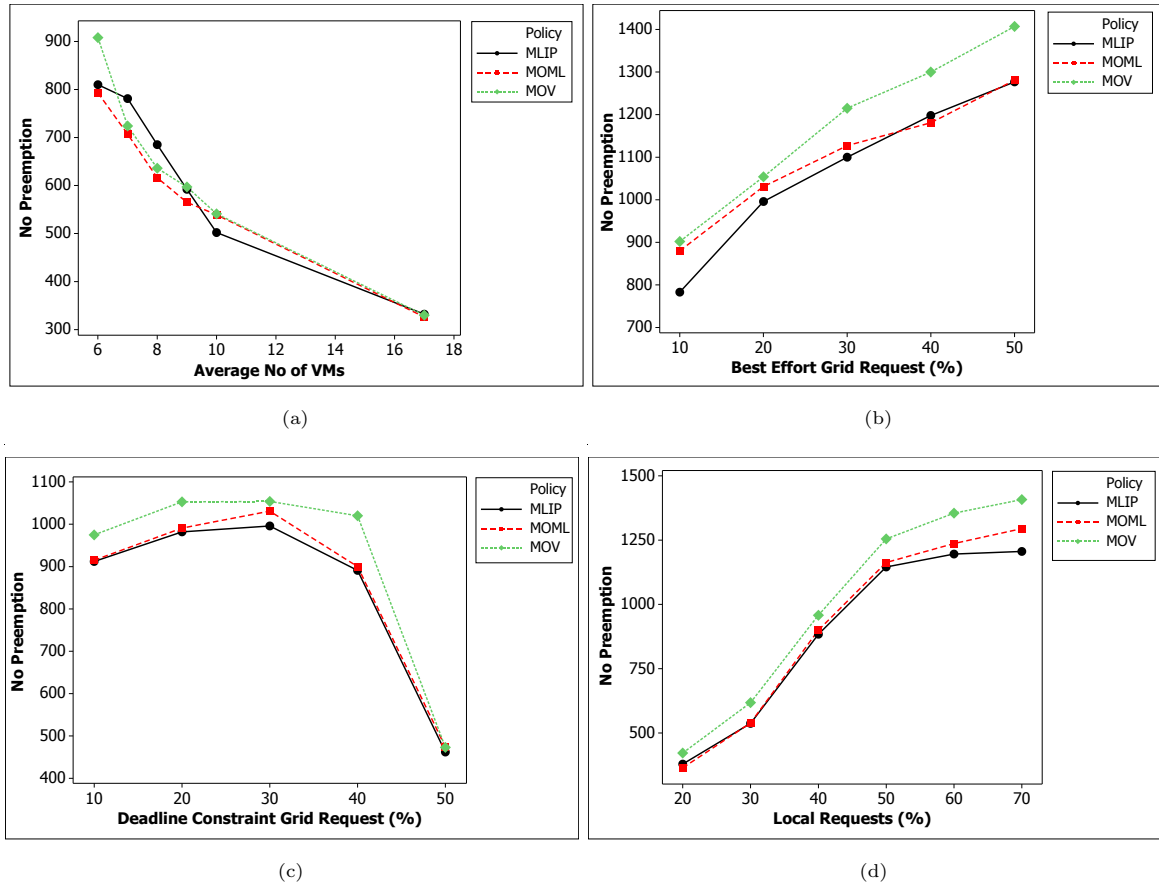 Policy
MLIP
MOML
MOV
900
800
700
600
500
400
300
No Preemption
6
8
10
12
14
16
18
Average No of VMs
(a)
Policy
MLIP
MOML
MOV
1400
1300
1200
1100
1000
900
800
700
No Preemption
10
20
30
40
50
Best Effort Grid Request (%)
(b)
Policy
MLIP
MOML
MOV
1100
1000
900
800
700
600
500
400
No Preemption
10
20
30
40
50
Deadline Constraint Grid Request (%)
(c)
Policy
MLIP
MOML
MOV
1500
1250
1000
750
500
No Preemption
20
30
40
50
60
70
Local Requests (%)
(d)